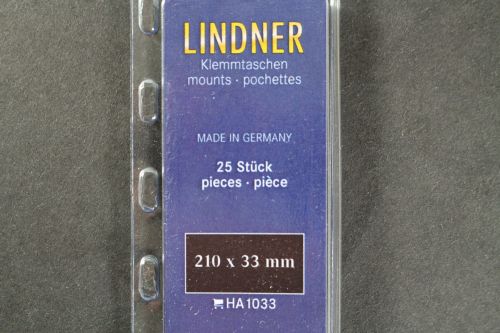 LINDNER
Klemmtaschen
mounts · pochettes
MADE IN GERMANY
25 Stück
pieces · pièce
210 x 33 mm
HA1033